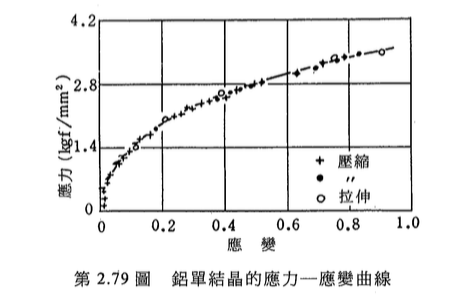 4.2
2.8
1.4
0
應力 (kgf/mm²)
+ 壓縮
● 〃
○ 拉伸
0 0.2 0.4 0.6 0.8 1.0
應 變
第 2.79 圖 鋁單結晶的應力—應變曲線